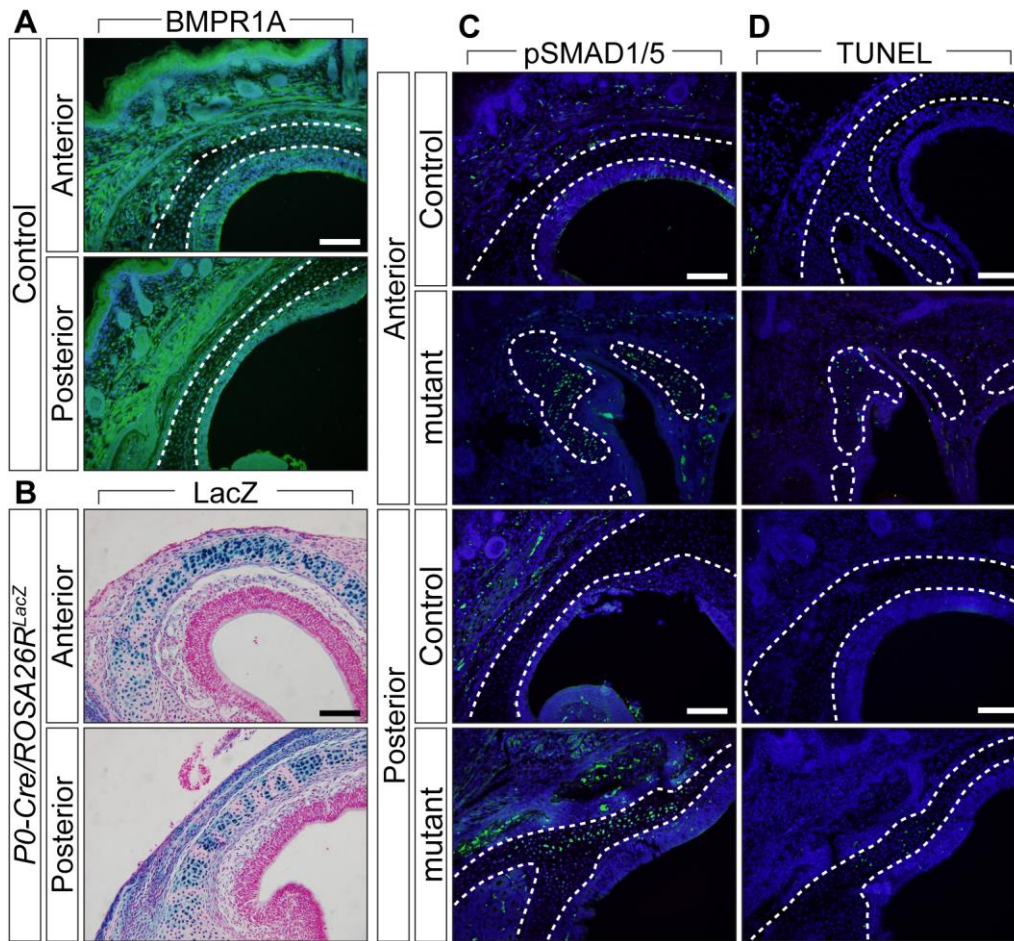 A
BMPR1A
Control
Anterior
Posterior
B
LacZ
P0-Cre/ROSA26R^LacZ
Anterior
Posterior
C
pSMAD1/5
D
TUNEL
Anterior
Control
mutant
Posterior
Control
mutant